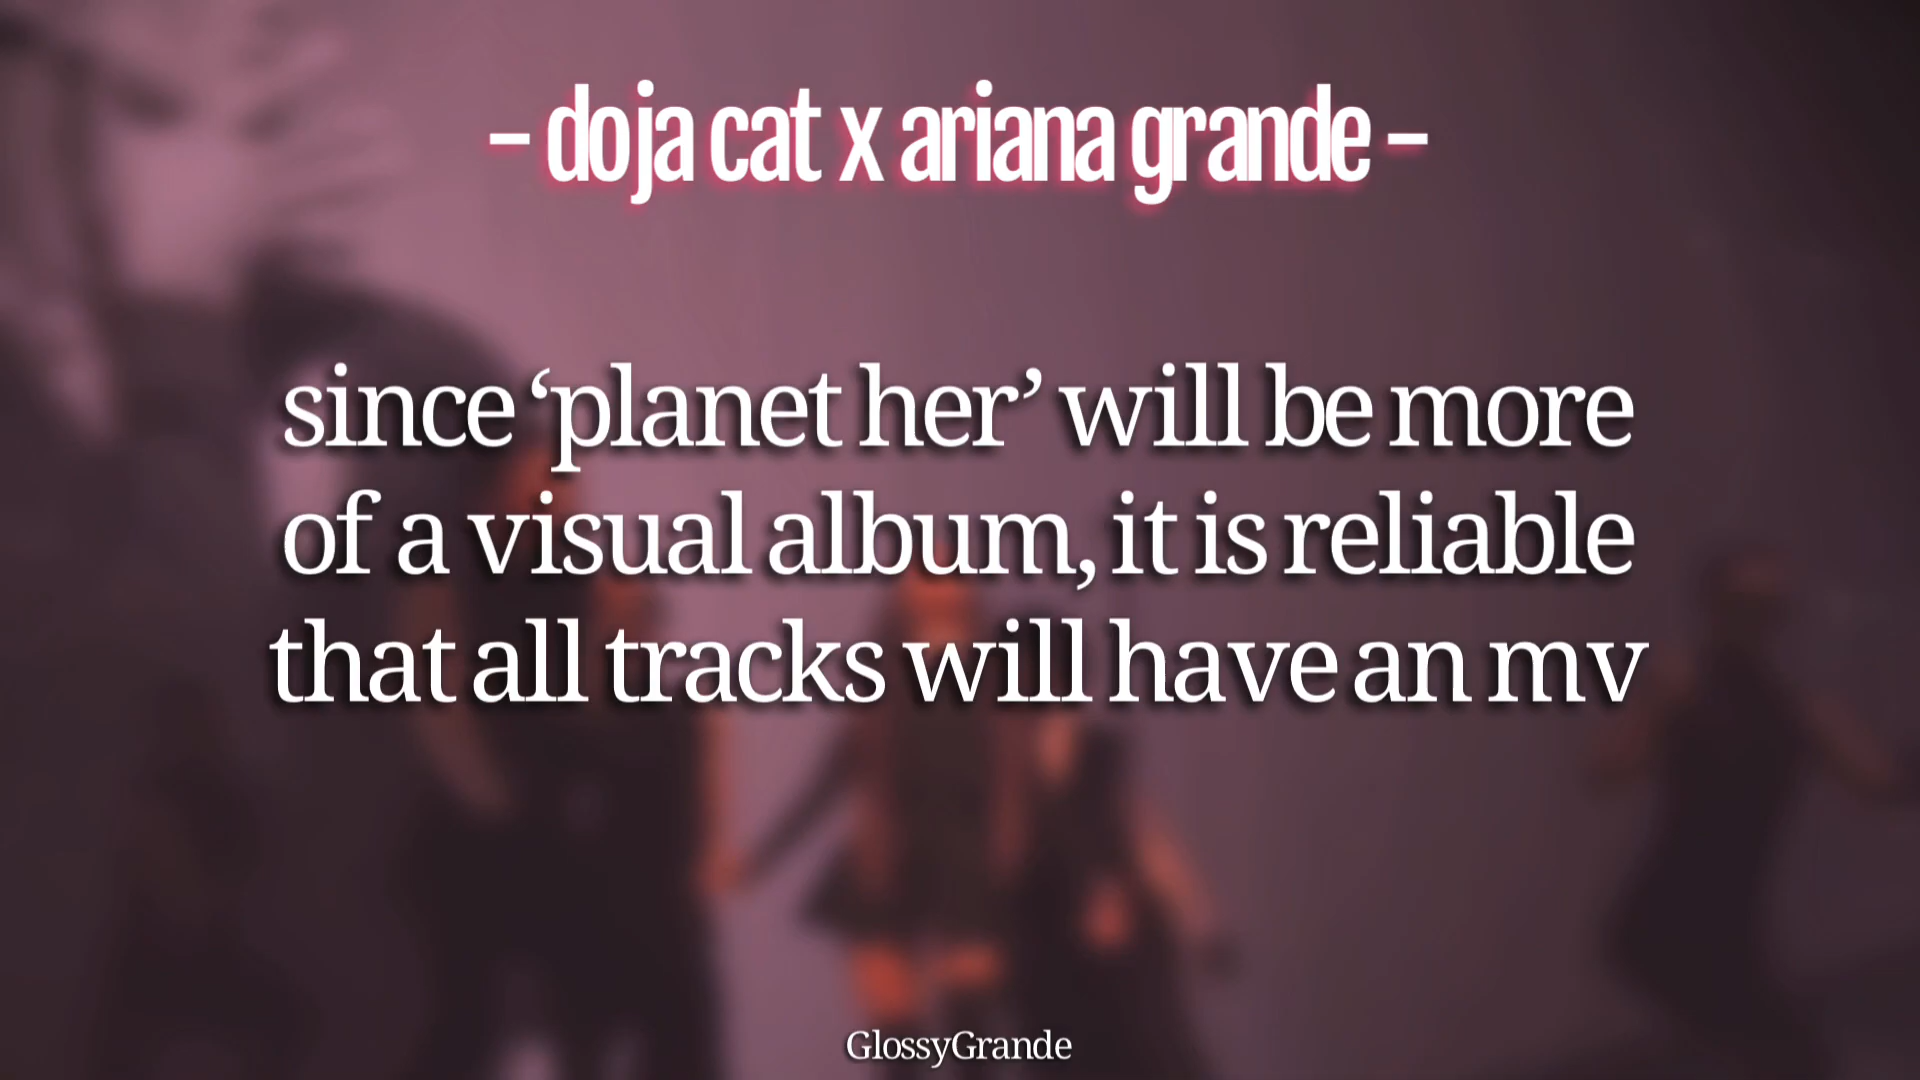 – doja cat x ariana grande –
since ‘planet her’ will be more
of a visual album, it is reliable
that all tracks will have an mv
GlossyGrande